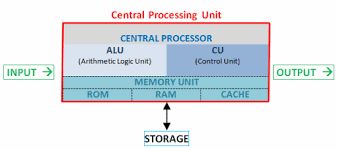 Central Processing Unit
CENTRAL PROCESSOR
ALU CU
(Arithmetic Logic Unit) (Control Unit)
INPUT → OUTPUT →
MEMORY UNIT
ROM RAM CACHE
STORAGE